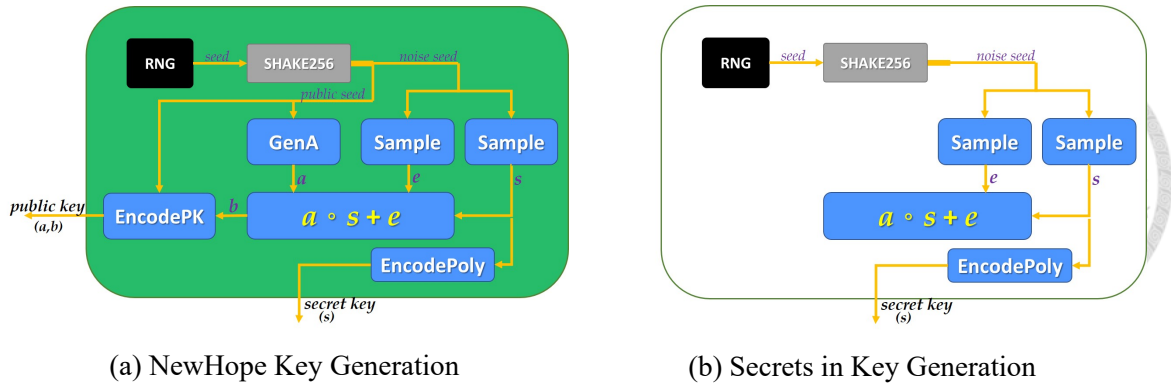 RNG
seed
SHAKE256
noise seed
public seed
GenA
Sample
Sample
a
e
s
public key
(a,b)
EncodePK
b
a ∘ s + e
EncodePoly
secret key
(s)
(a) NewHope Key Generation
RNG
seed
SHAKE256
noise seed
Sample
Sample
e
s
a ∘ s + e
EncodePoly
secret key
(s)
(b) Secrets in Key Generation